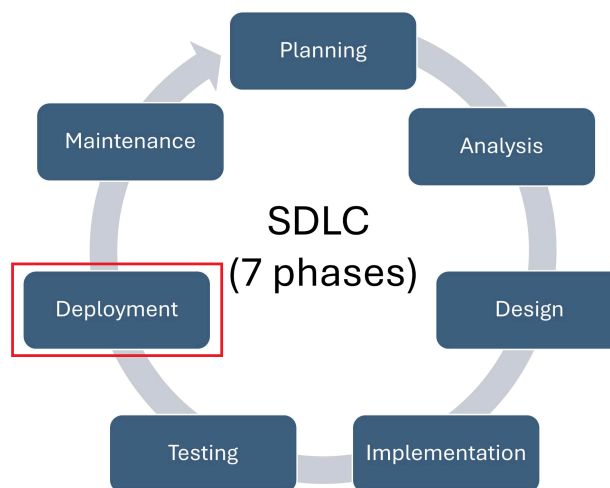 Planning
Maintenance
Analysis
SDLC
(7 phases)
Deployment
Design
Testing
Implementation